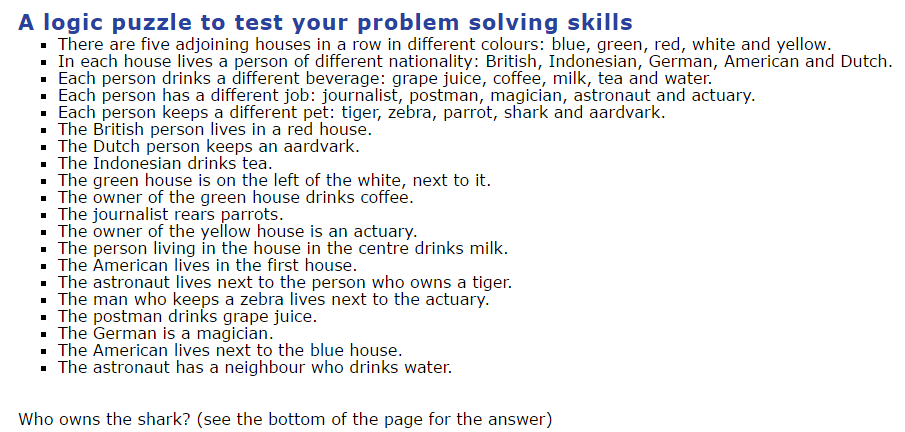 A logic puzzle to test your problem solving skills
▪ There are five adjoining houses in a row in different colours: blue, green, red, white and yellow.
▪ In each house lives a person of different nationality: British, Indonesian, German, American and Dutch.
▪ Each person drinks a different beverage: grape juice, coffee, milk, tea and water.
▪ Each person has a different job: journalist, postman, magician, astronaut and actuary.
▪ Each person keeps a different pet: tiger, zebra, parrot, shark and aardvark.
▪ The British person lives in a red house.
▪ The Dutch person keeps an aardvark.
▪ The Indonesian drinks tea.
▪ The green house is on the left of the white, next to it.
▪ The owner of the green house drinks coffee.
▪ The journalist rears parrots.
▪ The owner of the yellow house is an actuary.
▪ The person living in the house in the centre drinks milk.
▪ The American lives in the first house.
▪ The astronaut lives next to the person who owns a tiger.
▪ The man who keeps a zebra lives next to the actuary.
▪ The postman drinks grape juice.
▪ The German is a magician.
▪ The American lives next to the blue house.
▪ The astronaut has a neighbour who drinks water.
Who owns the shark? (see the bottom of the page for the answer)